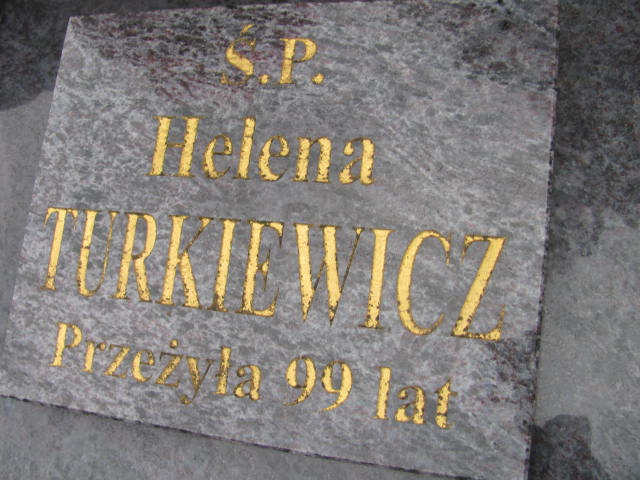 Ś.P.
Helena
TURKIEWICZ
Przeżyła 99 lat